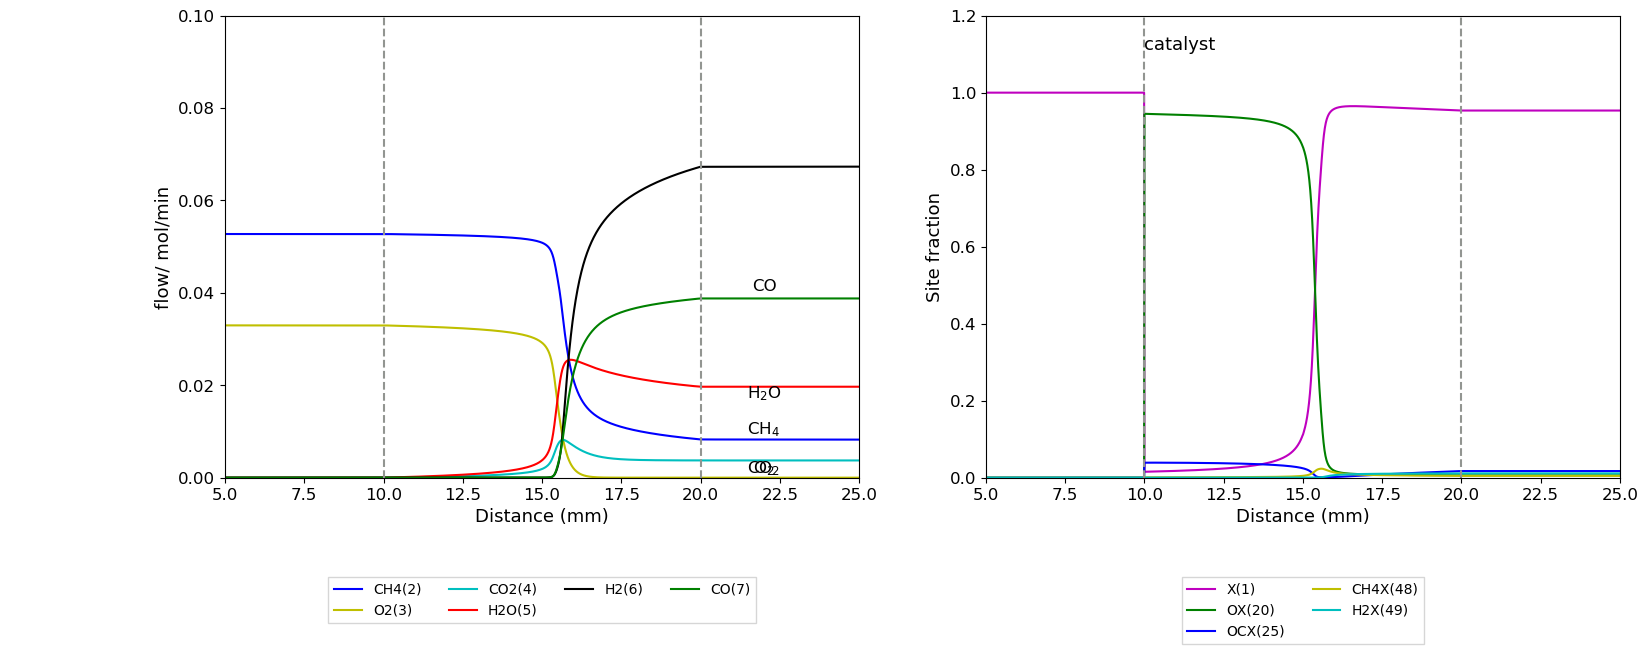 0.10
0.08
0.06
0.04
0.02
0.00
flow/ mol/min
CO
H₂O
CH₄
CO₂
O₂
5.0 7.5 10.0 12.5 15.0 17.5 20.0 22.5 25.0
Distance (mm)
CH4(2) CO2(4) H2(6) CO(7)
O2(3) H2O(5)
1.2
1.0
0.8
0.6
0.4
0.2
0.0
Site fraction
catalyst
5.0 7.5 10.0 12.5 15.0 17.5 20.0 22.5 25.0
Distance (mm)
X(1) CH4X(48)
OX(20) H2X(49)
OCX(25)